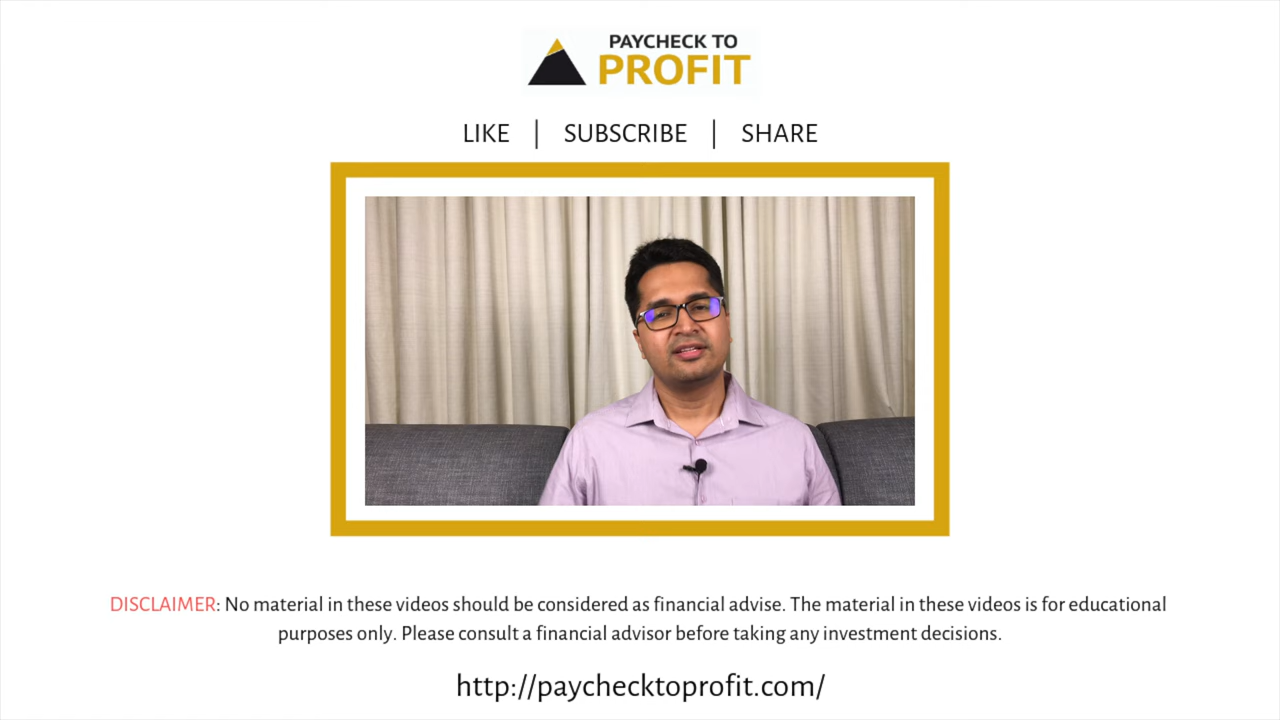 PAYCHECK TO
PROFIT
LIKE | SUBSCRIBE | SHARE
DISCLAIMER: No material in these videos should be considered as financial advise. The material in these videos is for educational
purposes only. Please consult a financial advisor before taking any investment decisions.
http://paychecktoprofit.com/